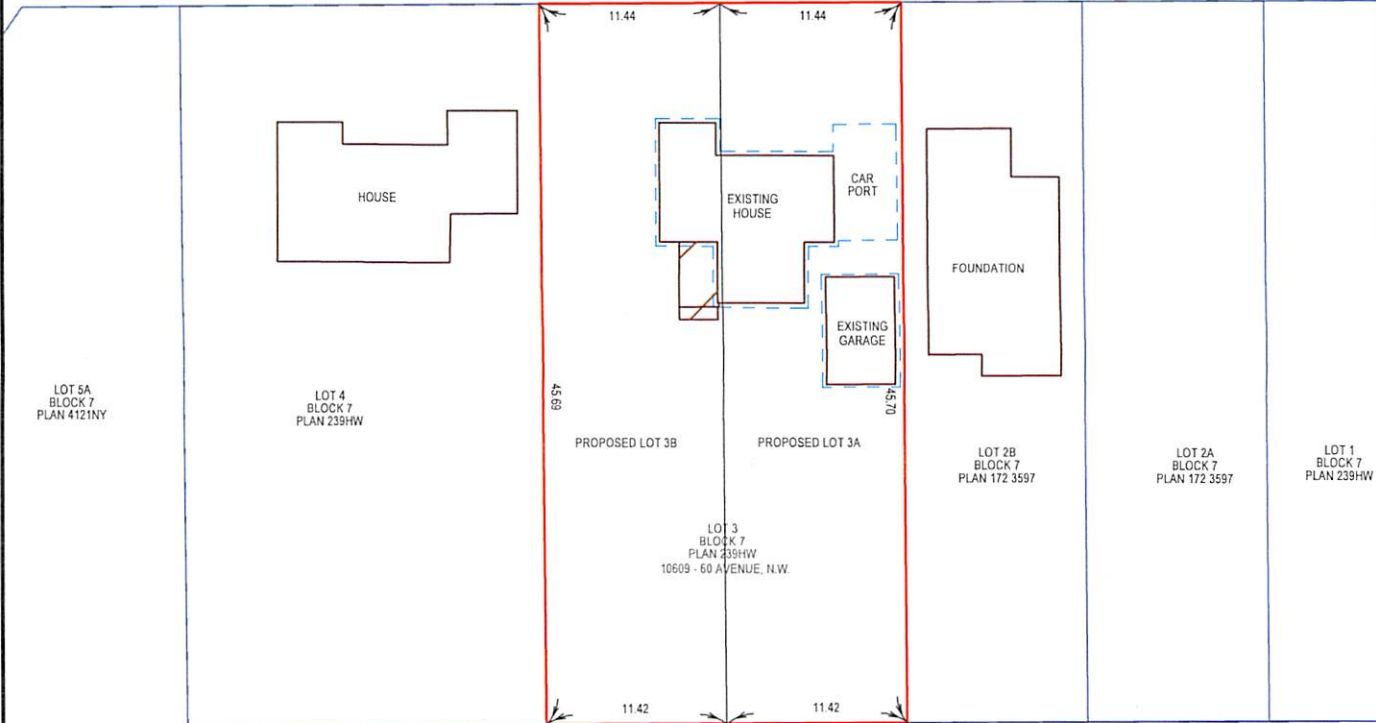 11.44
11.44
HOUSE
EXISTING
HOUSE
CAR
PORT
FOUNDATION
EXISTING
GARAGE
LOT 5A
BLOCK 7
PLAN 4121NY
LOT 4
BLOCK 7
PLAN 239HW
45.69
45.70
PROPOSED LOT 3B
PROPOSED LOT 3A
LOT 2B
BLOCK 7
PLAN 172 3597
LOT 2A
BLOCK 7
PLAN 172 3597
LOT 1
BLOCK 7
PLAN 239HW
LOT 3
BLOCK 7
PLAN 239HW
10609 - 60 AVENUE, N.W.
11.42
11.42